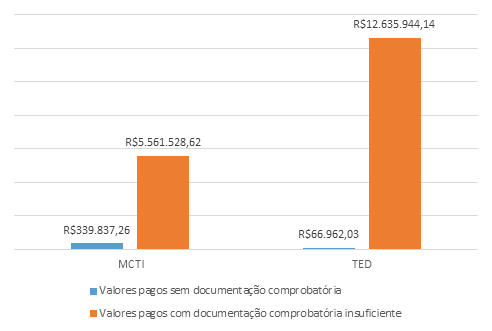 R$12.635.944,14
R$5.561.528,62
R$339.837,26
R$66.962,03
MCTI
TED
Valores pagos sem documentação comprobatória
Valores pagos com documentação comprobatória insuficiente